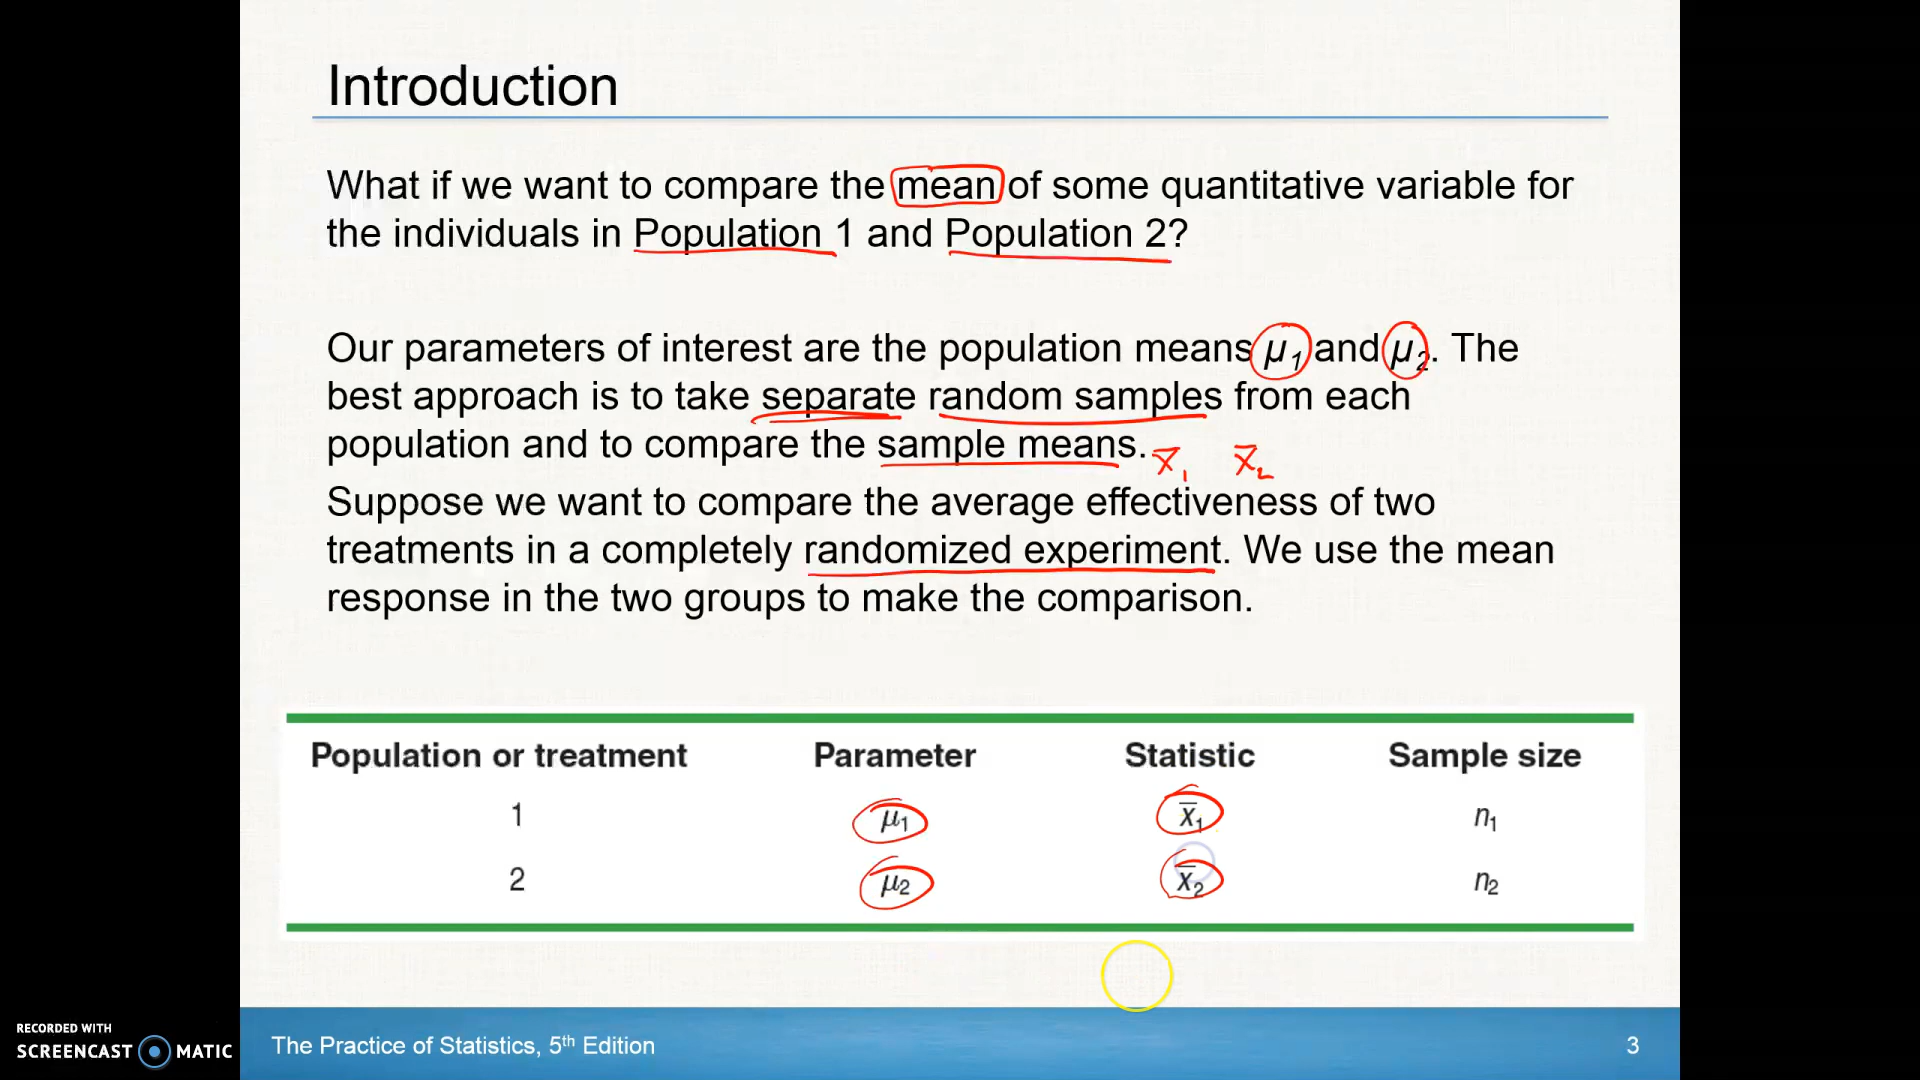 Introduction
What if we want to compare the mean of some quantitative variable for
the individuals in Population 1 and Population 2?
Our parameters of interest are the population means μ₁ and μ₂. The
best approach is to take separate random samples from each
population and to compare the sample means. x̄₁ x̄₂
Suppose we want to compare the average effectiveness of two
treatments in a completely randomized experiment. We use the mean
response in the two groups to make the comparison.
Population or treatment Parameter Statistic Sample size
1 μ₁ x̄₁ n₁
2 μ₂ x̄₂ n₂
RECORDED WITH
SCREENCAST MATIC
The Practice of Statistics, 5th Edition 3